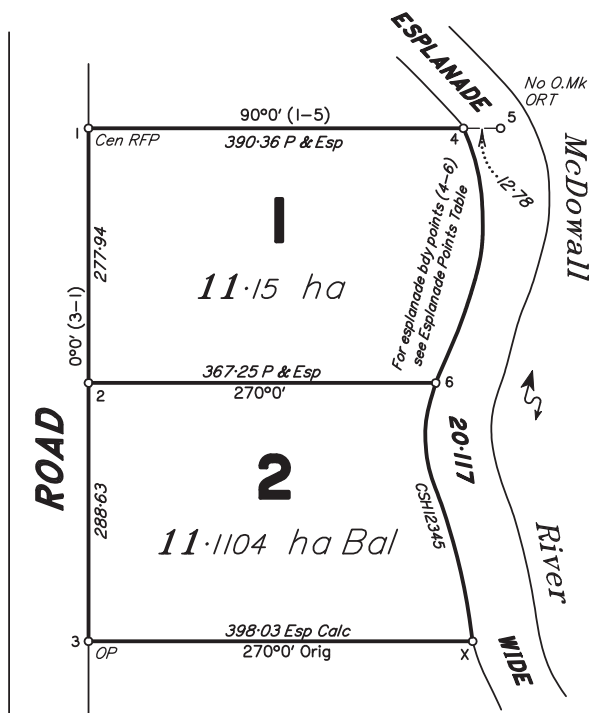 ESPLANADE
No O.Mk
ORT
5
90°0' (1-5)
1
Cen RFP
390·36 P & Esp
4
A
12·78
McDowall
1
11·15 ha
277·94
0°0' (3-1)
For esplanade bdy points (4-6)
see Esplanade Points Table
367·25 P & Esp
2
270°0'
6
ROAD
20·117
2
11·1104 ha Bal
288·63
CSH12345
River
398·03 Esp Calc
3
OP
270°0' Orig
X
WIDE